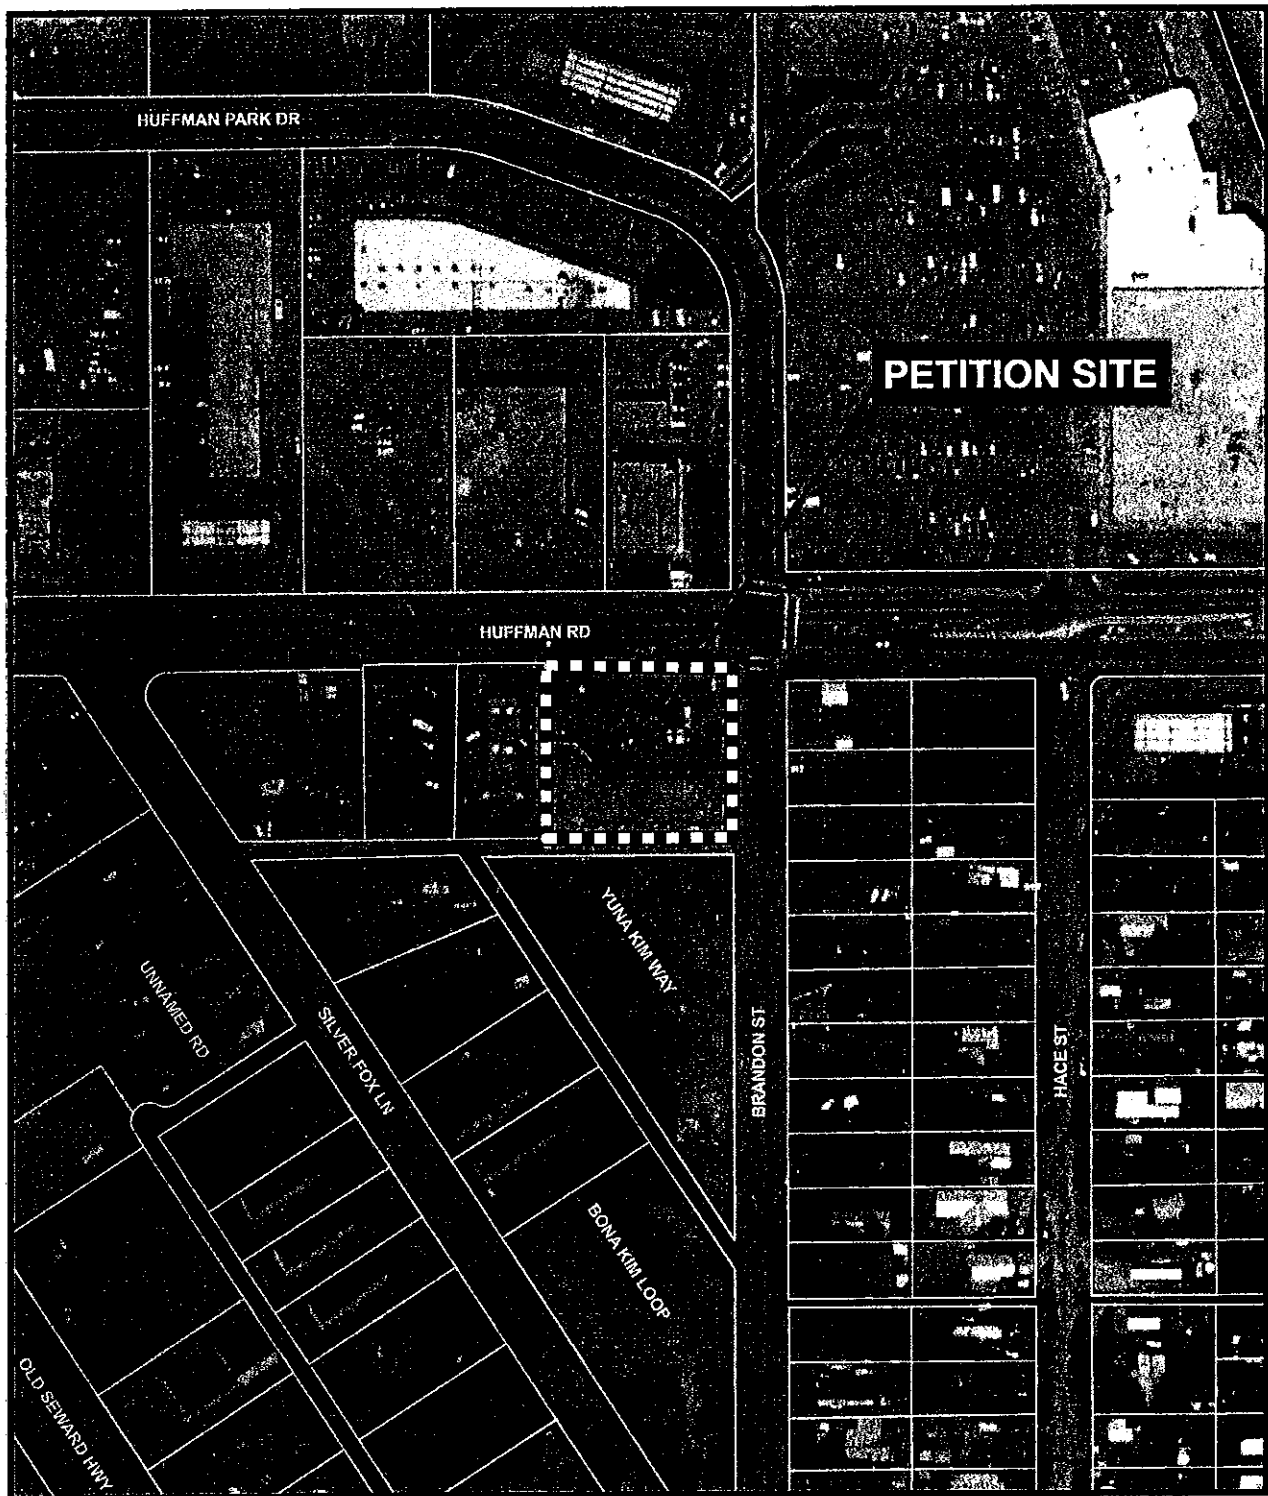 HUFFMAN PARK DR
PETITION SITE
HUFFMAN RD
YUNA KIM WAY
UNNAMED RD
SILVER FOX LN
BRANDON ST
HACE ST
BONA KIM LOOP
OLD SEWARD HWY